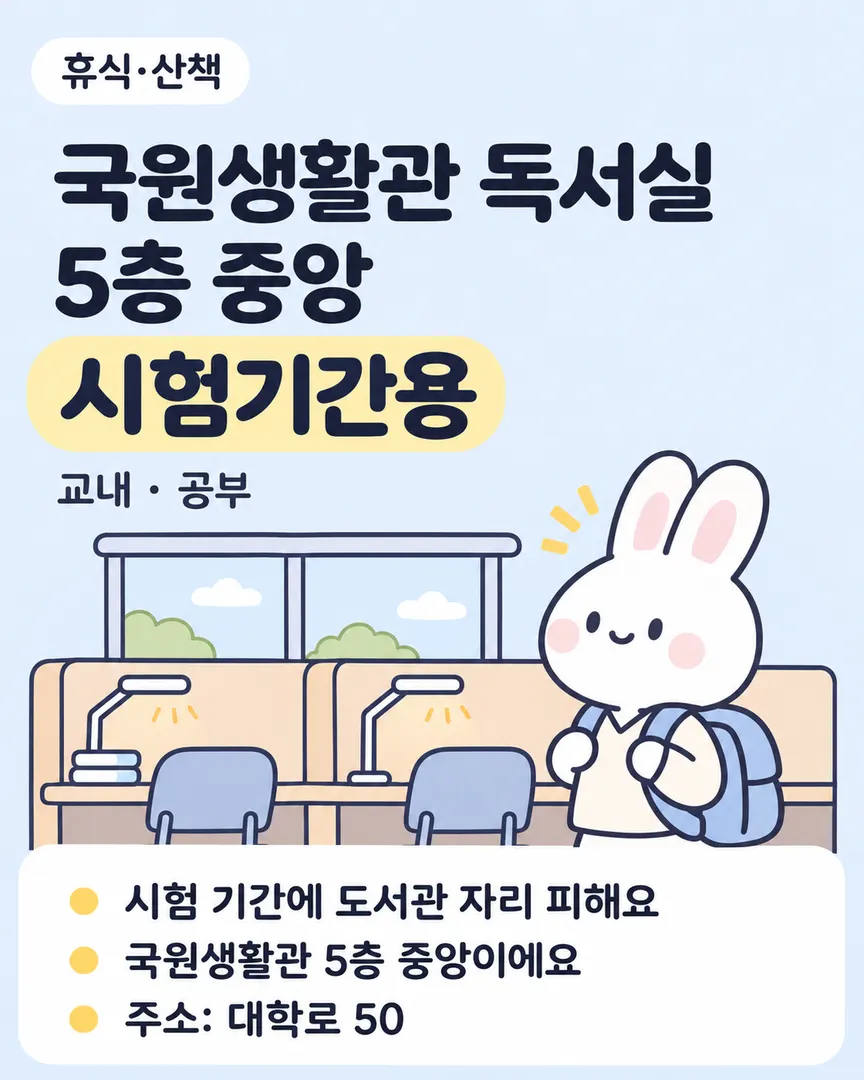 휴식·산책
국원생활관 독서실
5층 중앙
시험기간용
교내 · 공부
시험 기간에 도서관 자리 피해요
국원생활관 5층 중앙이에요
주소: 대학로 50